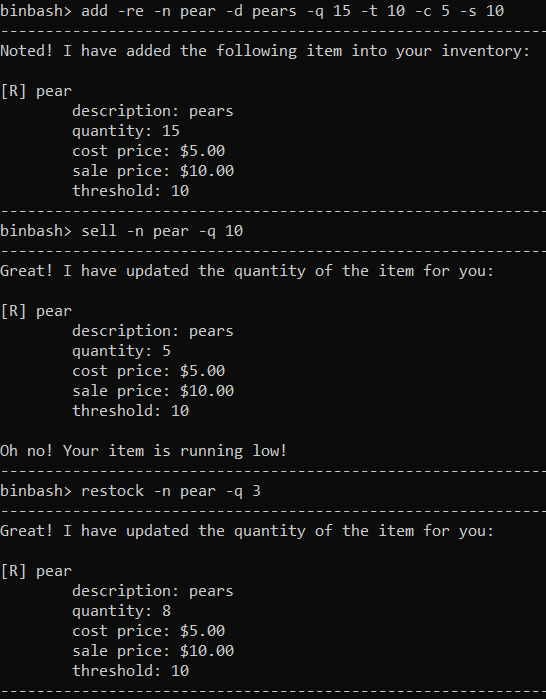 binbash> add -re -n pear -d pears -q 15 -t 10 -c 5 -s 10
------------------------------------------------------------
Noted! I have added the following item into your inventory:
[R] pear
description: pears
quantity: 15
cost price: $5.00
sale price: $10.00
threshold: 10
------------------------------------------------------------
binbash> sell -n pear -q 10
------------------------------------------------------------
Great! I have updated the quantity of the item for you:
[R] pear
description: pears
quantity: 5
cost price: $5.00
sale price: $10.00
threshold: 10
Oh no! Your item is running low!
------------------------------------------------------------
binbash> restock -n pear -q 3
------------------------------------------------------------
Great! I have updated the quantity of the item for you:
[R] pear
description: pears
quantity: 8
cost price: $5.00
sale price: $10.00
threshold: 10
------------------------------------------------------------